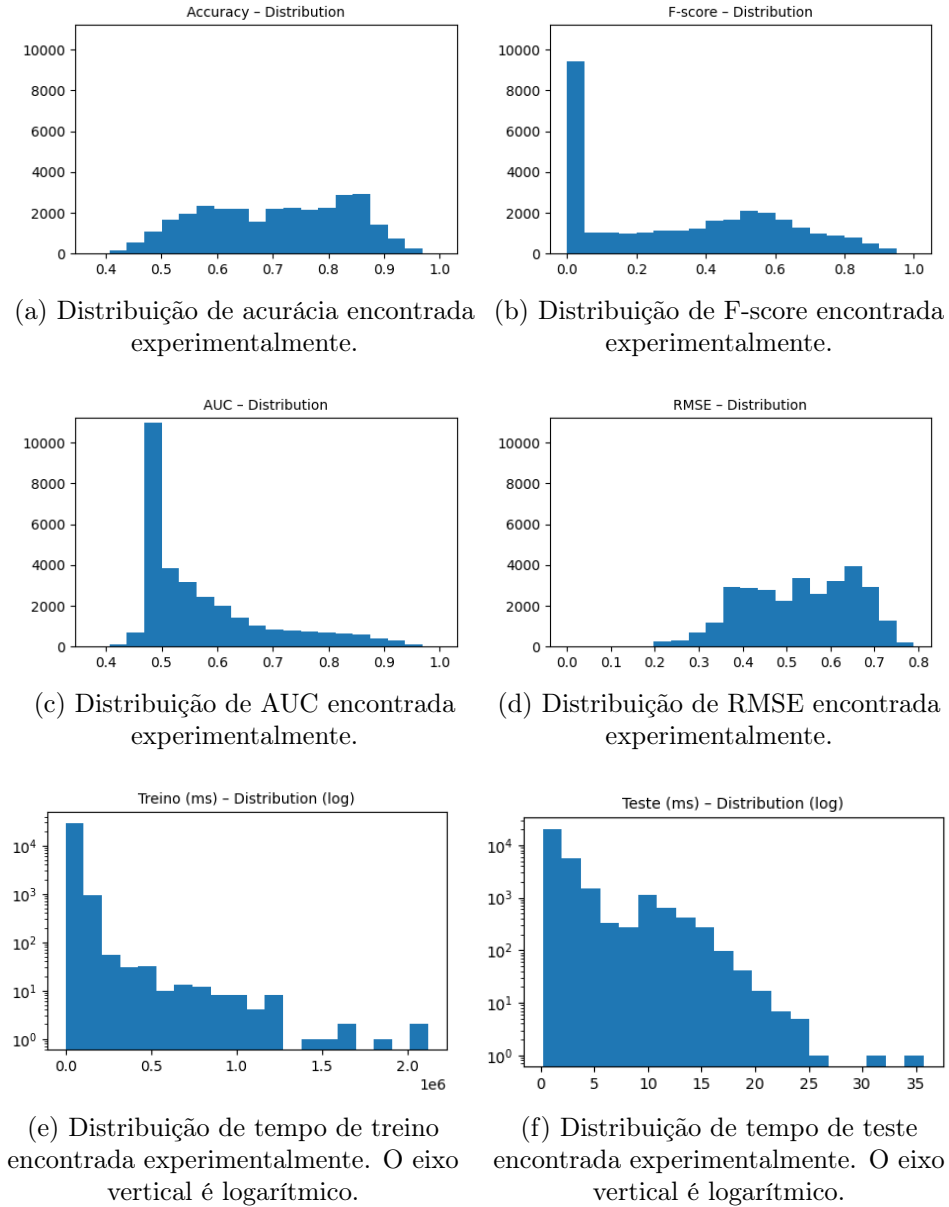 Accuracy – Distribution
10000
8000
6000
4000
2000
0
0.4 0.5 0.6 0.7 0.8 0.9 1.0
(a) Distribuição de acurácia encontrada
experimentalmente.
F-score – Distribution
10000
8000
6000
4000
2000
0
0.0 0.2 0.4 0.6 0.8 1.0
(b) Distribuição de F-score encontrada
experimentalmente.
AUC – Distribution
10000
8000
6000
4000
2000
0
0.4 0.5 0.6 0.7 0.8 0.9 1.0
(c) Distribuição de AUC encontrada
experimentalmente.
RMSE – Distribution
10000
8000
6000
4000
2000
0
0.0 0.1 0.2 0.3 0.4 0.5 0.6 0.7 0.8
(d) Distribuição de RMSE encontrada
experimentalmente.
Treino (ms) – Distribution (log)
10⁴
10³
10²
10¹
10⁰
0.0 0.5 1.0 1.5 2.0
1e6
(e) Distribuição de tempo de treino
encontrada experimentalmente. O eixo
vertical é logarítmico.
Teste (ms) – Distribution (log)
10⁴
10³
10²
10¹
10⁰
0 5 10 15 20 25 30 35
(f) Distribuição de tempo de teste
encontrada experimentalmente. O eixo
vertical é logarítmico.